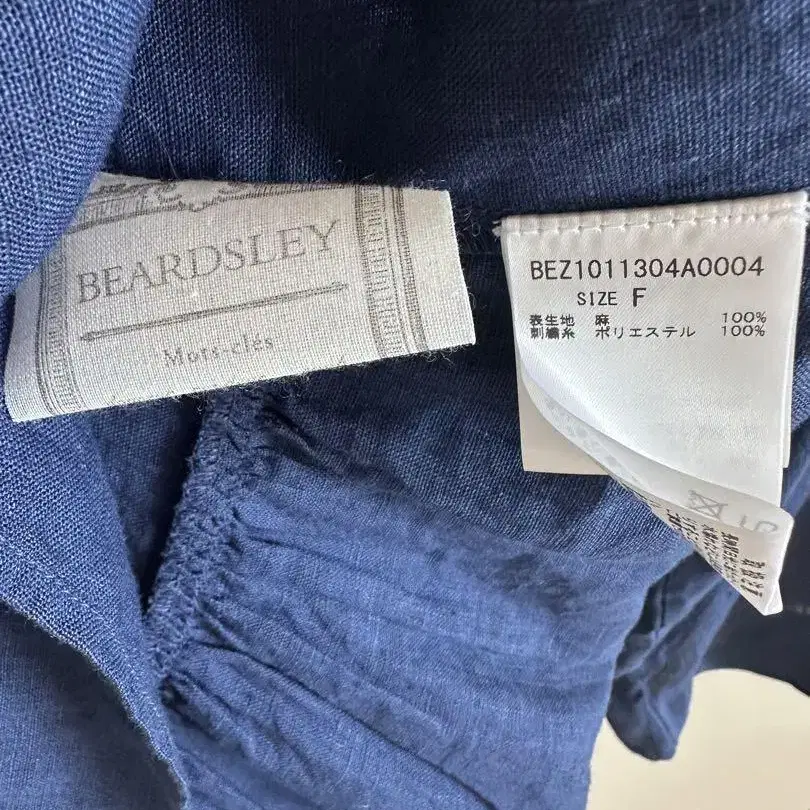 BEARDSLEY
Mots-clés
BEZ1011304A0004
SIZE F
表生地 麻 100%
刺繍糸 ポリエステル 100%